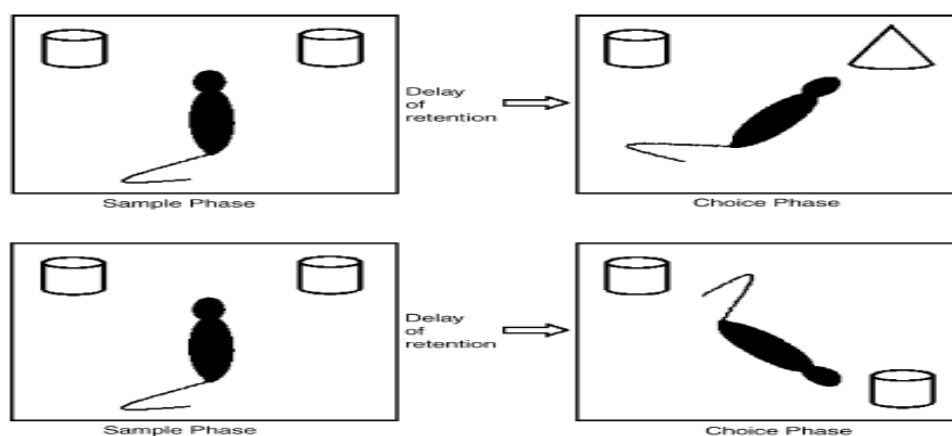 Delay
of
retention
Sample Phase
Choice Phase
Delay
of
retention
Sample Phase
Choice Phase